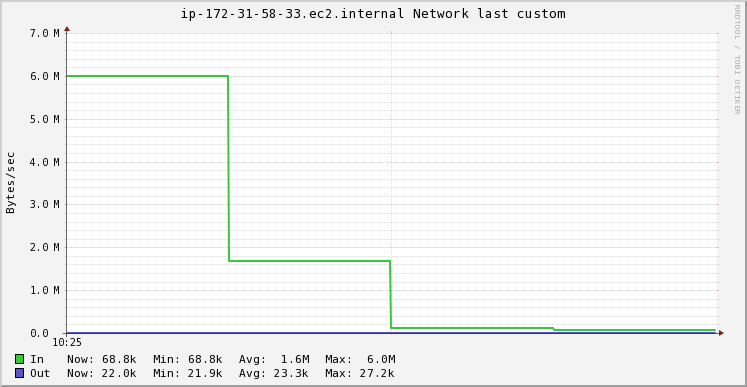 ip-172-31-58-33.ec2.internal Network last custom
RRDTOOL / TOBI OETIKER
Bytes/sec
7.0 M
6.0 M
5.0 M
4.0 M
3.0 M
2.0 M
1.0 M
0.0
10:25
In Now: 68.8k Min: 68.8k Avg: 1.6M Max: 6.0M
Out Now: 22.0k Min: 21.9k Avg: 23.3k Max: 27.2k